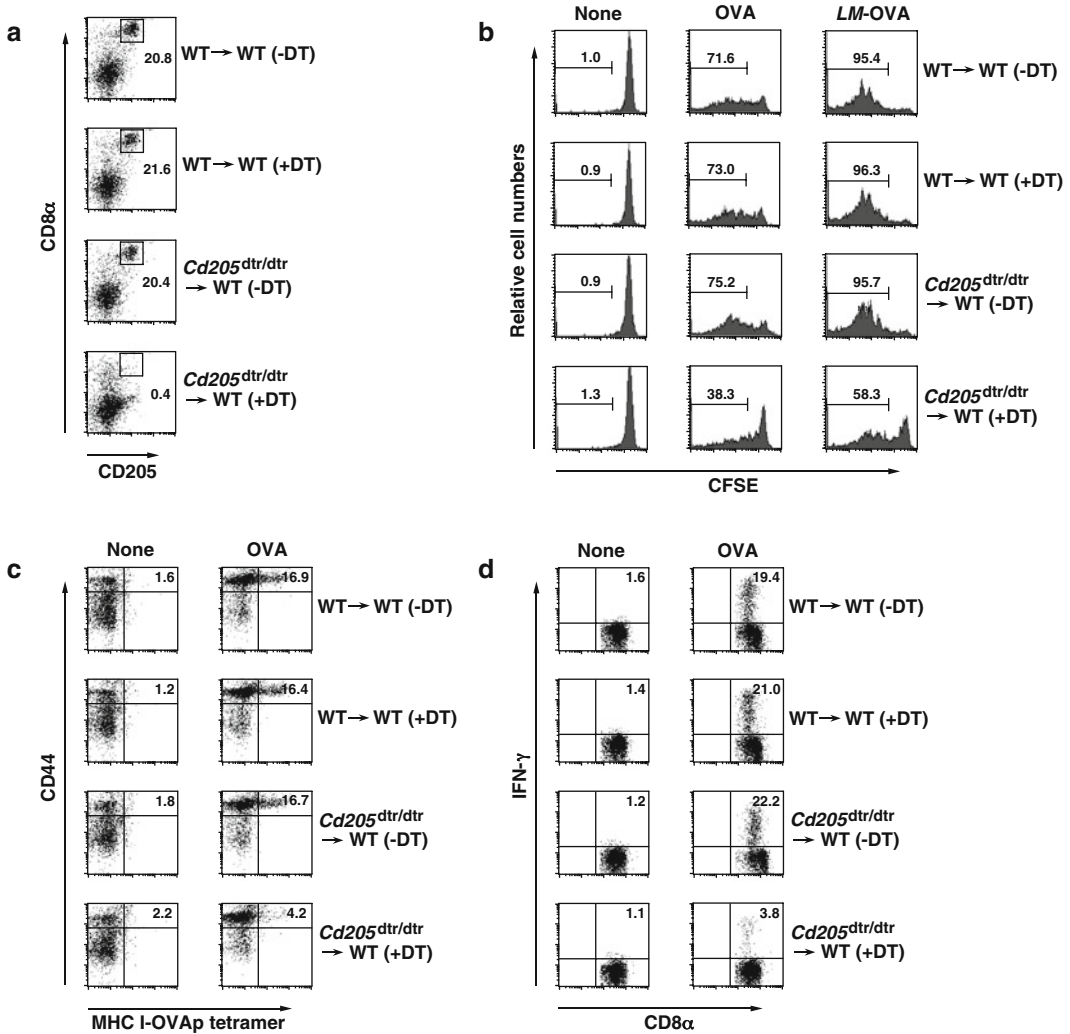 a
CD8α
20.8
WT → WT (-DT)
21.6
WT → WT (+DT)
20.4
Cd205dtr/dtr
→ WT (-DT)
0.4
Cd205dtr/dtr
→ WT (+DT)
CD205
b
None
OVA
LM-OVA
Relative cell numbers
1.0
71.6
95.4
WT → WT (-DT)
0.9
73.0
96.3
WT → WT (+DT)
0.9
75.2
95.7
Cd205dtr/dtr
→ WT (-DT)
1.3
38.3
58.3
Cd205dtr/dtr
→ WT (+DT)
CFSE
c
None
OVA
CD44
1.6
16.9
WT → WT (-DT)
1.2
16.4
WT → WT (+DT)
1.8
16.7
Cd205dtr/dtr
→ WT (-DT)
2.2
4.2
Cd205dtr/dtr
→ WT (+DT)
MHC I-OVAp tetramer
d
None
OVA
IFN-γ
1.6
19.4
WT → WT (-DT)
1.4
21.0
WT → WT (+DT)
1.2
22.2
Cd205dtr/dtr
→ WT (-DT)
1.1
3.8
Cd205dtr/dtr
→ WT (+DT)
CD8α